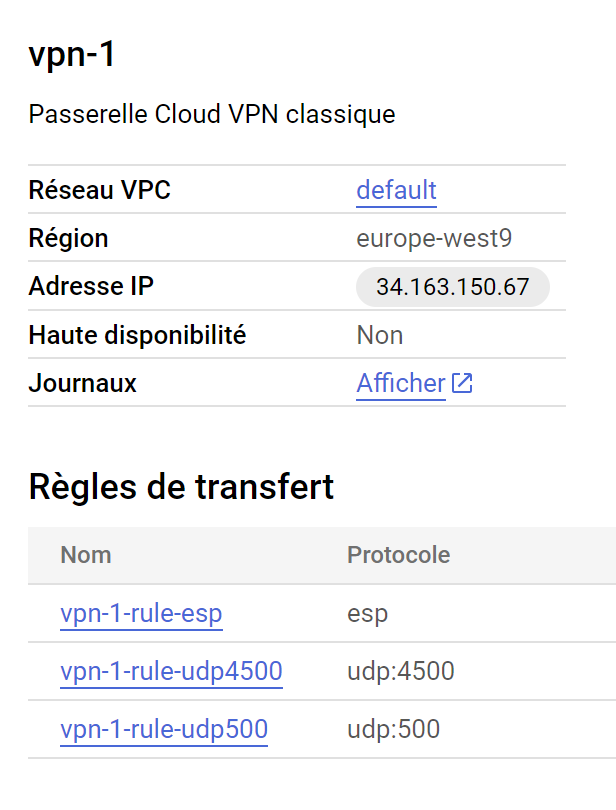 vpn-1
Passerelle Cloud VPN classique
Réseau VPC default
Région europe-west9
Adresse IP 34.163.150.67
Haute disponibilité Non
Journaux Afficher
Règles de transfert
Nom Protocole
vpn-1-rule-esp esp
vpn-1-rule-udp4500 udp:4500
vpn-1-rule-udp500 udp:500